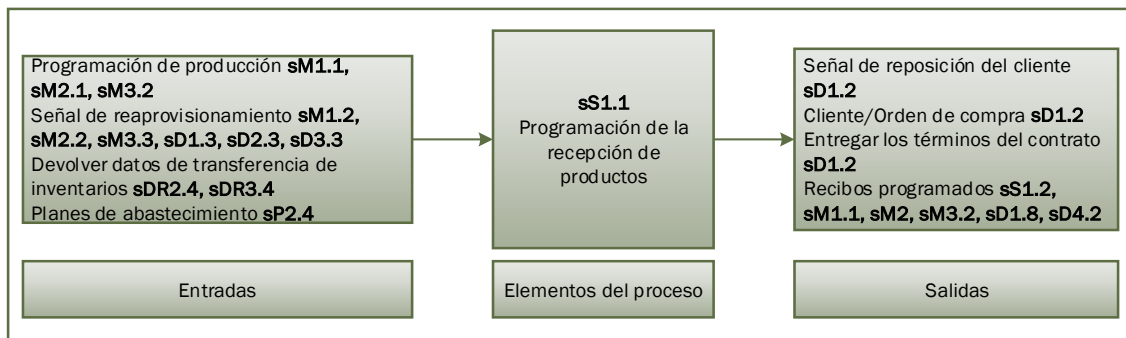 Programación de producción sM1.1,
sM2.1, sM3.2
Señal de reaprovisionamiento sM1.2,
sM2.2, sM3.3, sD1.3, sD2.3, sD3.3
Devolver datos de transferencia de
inventarios sDR2.4, sDR3.4
Planes de abastecimiento sP2.4
sS1.1
Programación de la
recepción de
productos
Señal de reposición del cliente
sD1.2
Cliente/Orden de compra sD1.2
Entregar los términos del contrato
sD1.2
Recibos programados sS1.2,
sM1.1, sM2, sM3.2, sD1.8, sD4.2
Entradas
Elementos del proceso
Salidas